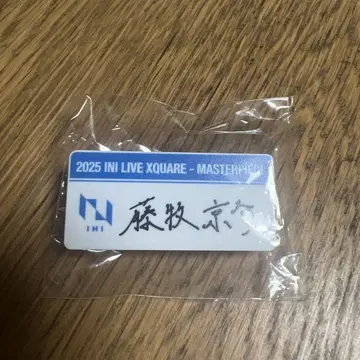 2025 INI LIVE XQUARE - MASTERPIECE
INI
藤牧 京介